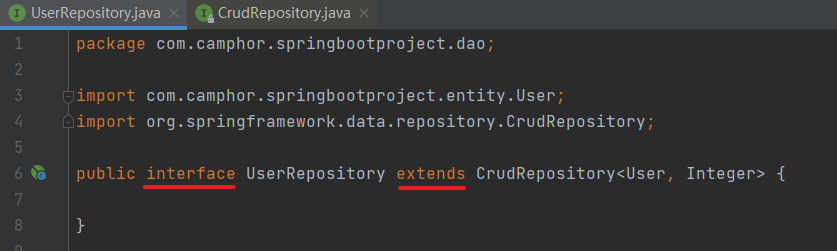 UserRepository.java CrudRepository.java
1 package com.camphor.springbootproject.dao;
2
3 import com.camphor.springbootproject.entity.User;
4 import org.springframework.data.repository.CrudRepository;
5
6 public interface UserRepository extends CrudRepository<User, Integer> {
7
8 }
9